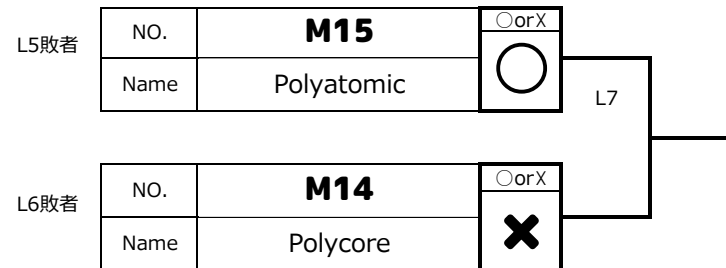 L5敗者 NO. M15 ○orX
Name Polyatomic ○
L7
L6敗者 NO. M14 ○orX
Name Polycore ✖